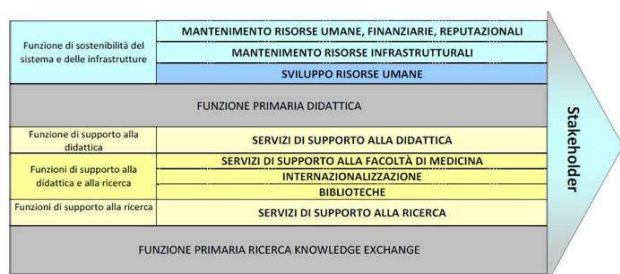 MANTENIMENTO RISORSE UMANE, FINANZIARIE, REPUTAZIONALI
Funzione di sostenibilità del
sistema e delle infrastrutture
MANTENIMENTO RISORSE INFRASTRUTTURALI
SVILUPPO RISORSE UMANE
FUNZIONE PRIMARIA DIDATTICA
Funzione di supporto alla
didattica
SERVIZI DI SUPPORTO ALLA DIDATTICA
Funzioni di supporto alla
didattica e alla ricerca
SERVIZI DI SUPPORTO ALLA FACOLTÀ DI MEDICINA
INTERNAZIONALIZZAZIONE
BIBLIOTECHE
Funzioni di supporto alla ricerca
SERVIZI DI SUPPORTO ALLA RICERCA
FUNZIONE PRIMARIA RICERCA KNOWLEDGE EXCHANGE
Stakeholder